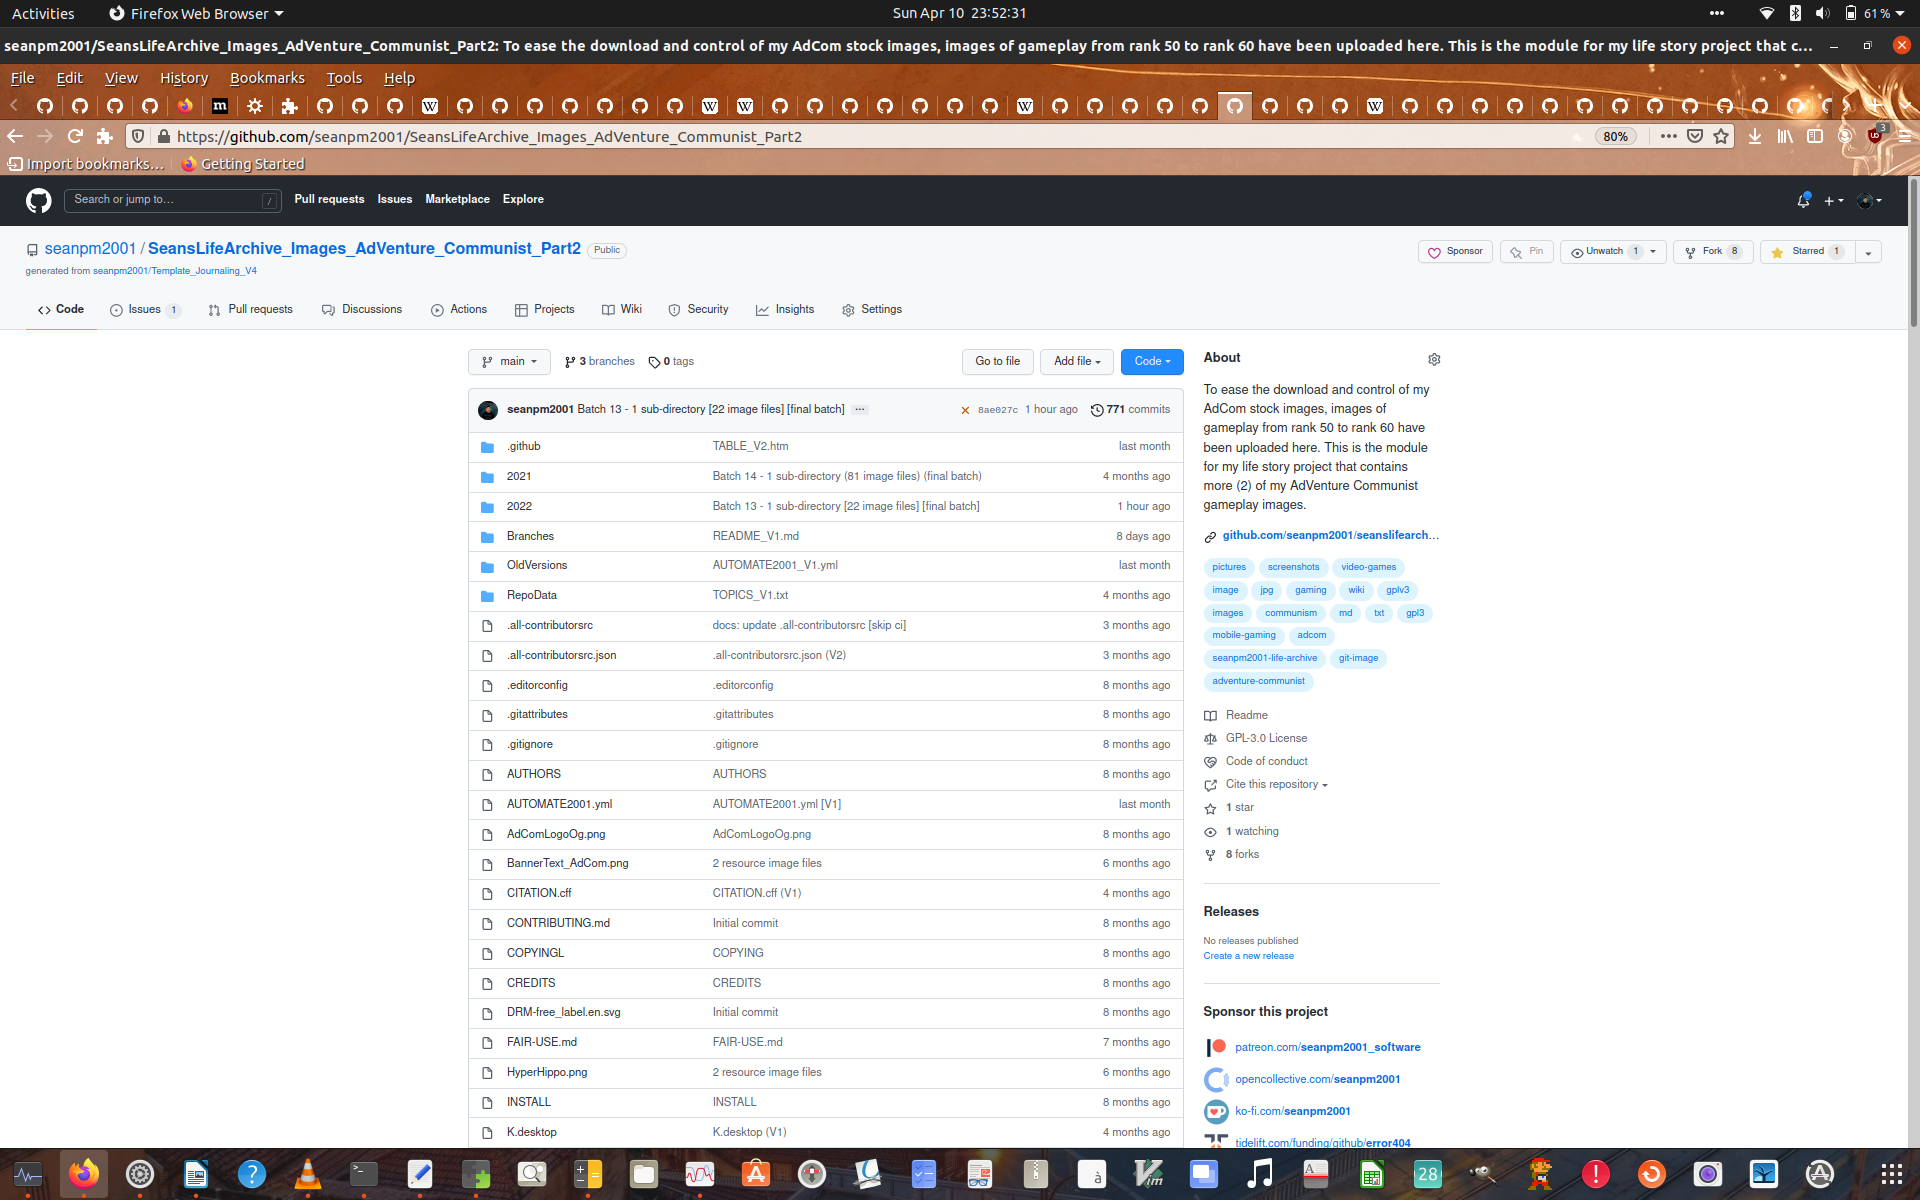 Activities
Firefox Web Browser
Sun Apr 10 23:52:31
61 %
seanpm2001/SeansLifeArchive_Images_AdVenture_Communist_Part2: To ease the download and control of my AdCom stock images, images of gameplay from rank 50 to rank 60 have been uploaded here. This is the module for my life story project that c...
File Edit View History Bookmarks Tools Help
https://github.com/seanpm2001/SeansLifeArchive_Images_AdVenture_Communist_Part2
80%
3
Import bookmarks...
Getting Started
Search or jump to...
/
Pull requests Issues Marketplace Explore
seanpm2001 / SeansLifeArchive_Images_AdVenture_Communist_Part2 Public
generated from seanpm2001/Template_Journaling_V4
Sponsor
Pin
Unwatch 1
Fork 8
Starred 1
Code
Issues 1
Pull requests
Discussions
Actions
Projects
Wiki
Security
Insights
Settings
main
3 branches
0 tags
Go to file
Add file
Code
seanpm2001 Batch 13 - 1 sub-directory [22 image files] [final batch] ...
8ae027c 1 hour ago
771 commits
.github TABLE_V2.htm last month
2021 Batch 14 - 1 sub-directory (81 image files) (final batch) 4 months ago
2022 Batch 13 - 1 sub-directory [22 image files] [final batch] 1 hour ago
Branches README_V1.md 8 days ago
OldVersions AUTOMATE2001_V1.yml last month
RepoData TOPICS_V1.txt 4 months ago
.all-contributorsrc docs: update .all-contributorsrc [skip ci] 3 months ago
.all-contributorsrc.json .all-contributorsrc.json (V2) 3 months ago
.editorconfig .editorconfig 8 months ago
.gitattributes .gitattributes 8 months ago
.gitignore .gitignore 8 months ago
AUTHORS AUTHORS 8 months ago
AUTOMATE2001.yml AUTOMATE2001.yml [V1] last month
AdComLogoOg.png AdComLogoOg.png 8 months ago
BannerText_AdCom.png 2 resource image files 6 months ago
CITATION.cff CITATION.cff (V1) 4 months ago
CONTRIBUTING.md Initial commit 8 months ago
COPYINGL COPYING 8 months ago
CREDITS CREDITS 8 months ago
DRM-free_label.en.svg Initial commit 8 months ago
FAIR-USE.md FAIR-USE.md 7 months ago
HyperHippo.png 2 resource image files 6 months ago
INSTALL INSTALL 8 months ago
K.desktop K.desktop (V1) 4 months ago
About
To ease the download and control of my
AdCom stock images, images of
gameplay from rank 50 to rank 60 have
been uploaded here. This is the module
for my life story project that contains
more (2) of my AdVenture Communist
gameplay images.
github.com/seanpm2001/seanslifearch...
pictures screenshots video-games
image jpg gaming wiki gplv3
images communism md txt gpl3
mobile-gaming adcom
seanpm2001-life-archive git-image
adventure-communist
Readme
GPL-3.0 License
Code of conduct
Cite this repository
1 star
1 watching
8 forks
Releases
No releases published
Create a new release
Sponsor this project
patreon.com/seanpm2001_software
opencollective.com/seanpm2001
ko-fi.com/seanpm2001
tidelift.com/funding/github/error404
28